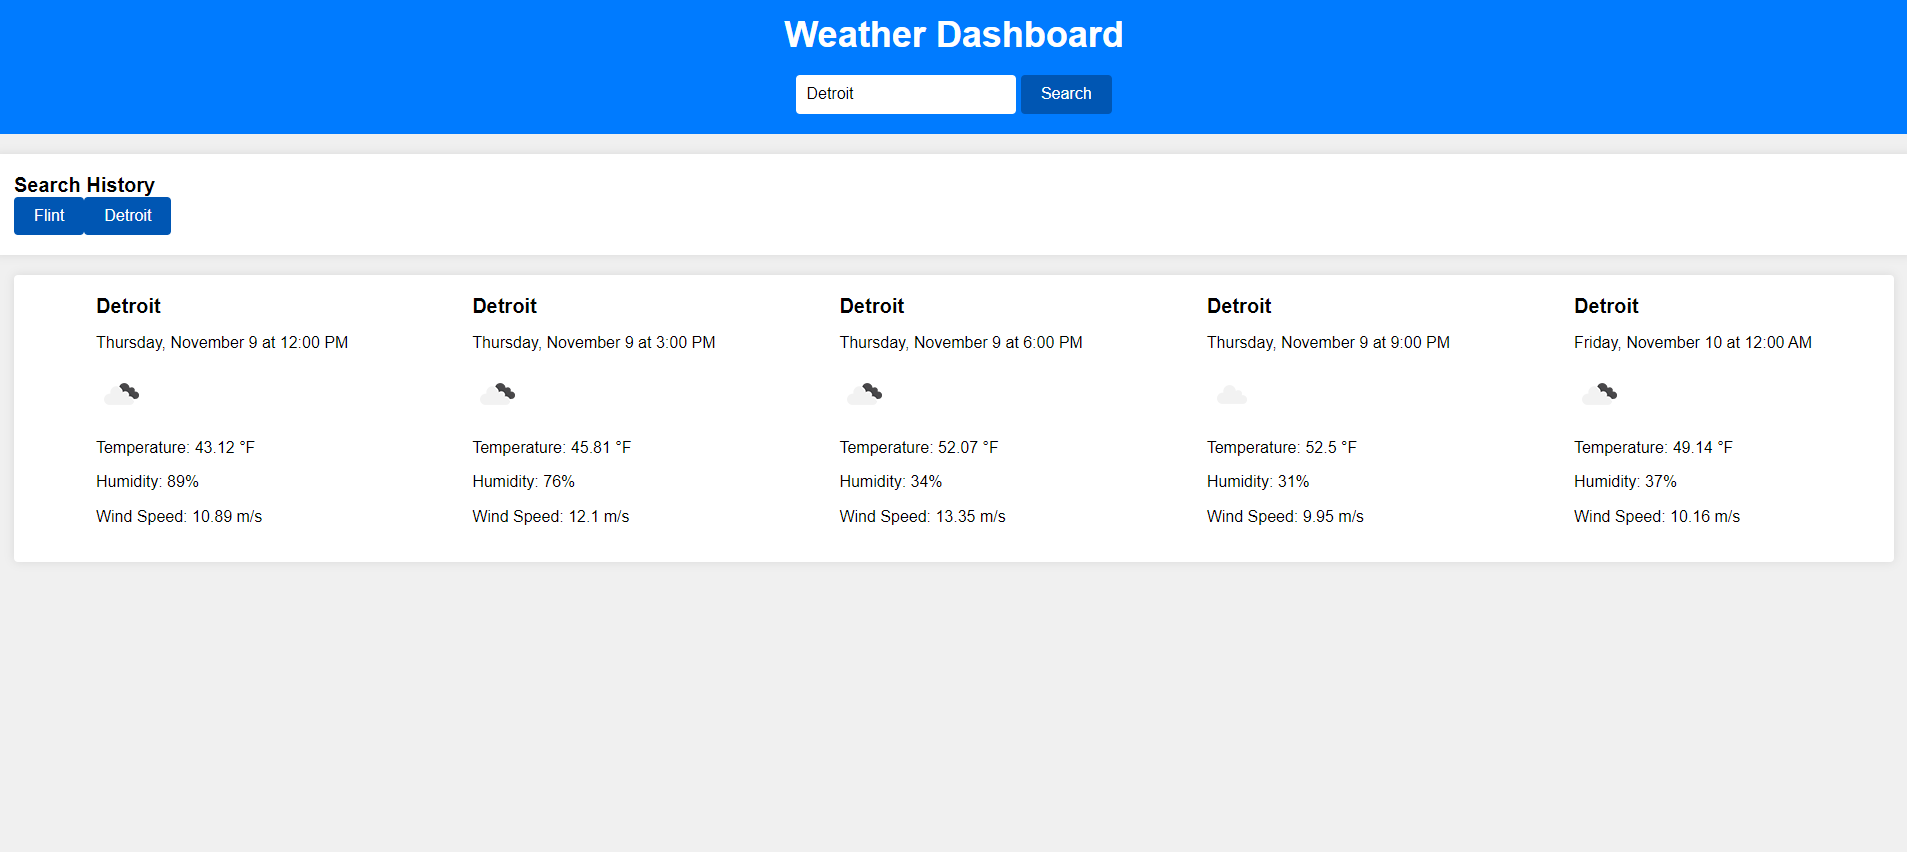 Weather Dashboard
Detroit
Search
Search History
Flint
Detroit
Detroit
Thursday, November 9 at 12:00 PM
Temperature: 43.12 °F
Humidity: 89%
Wind Speed: 10.89 m/s
Detroit
Thursday, November 9 at 3:00 PM
Temperature: 45.81 °F
Humidity: 76%
Wind Speed: 12.1 m/s
Detroit
Thursday, November 9 at 6:00 PM
Temperature: 52.07 °F
Humidity: 34%
Wind Speed: 13.35 m/s
Detroit
Thursday, November 9 at 9:00 PM
Temperature: 52.5 °F
Humidity: 31%
Wind Speed: 9.95 m/s
Detroit
Friday, November 10 at 12:00 AM
Temperature: 49.14 °F
Humidity: 37%
Wind Speed: 10.16 m/s